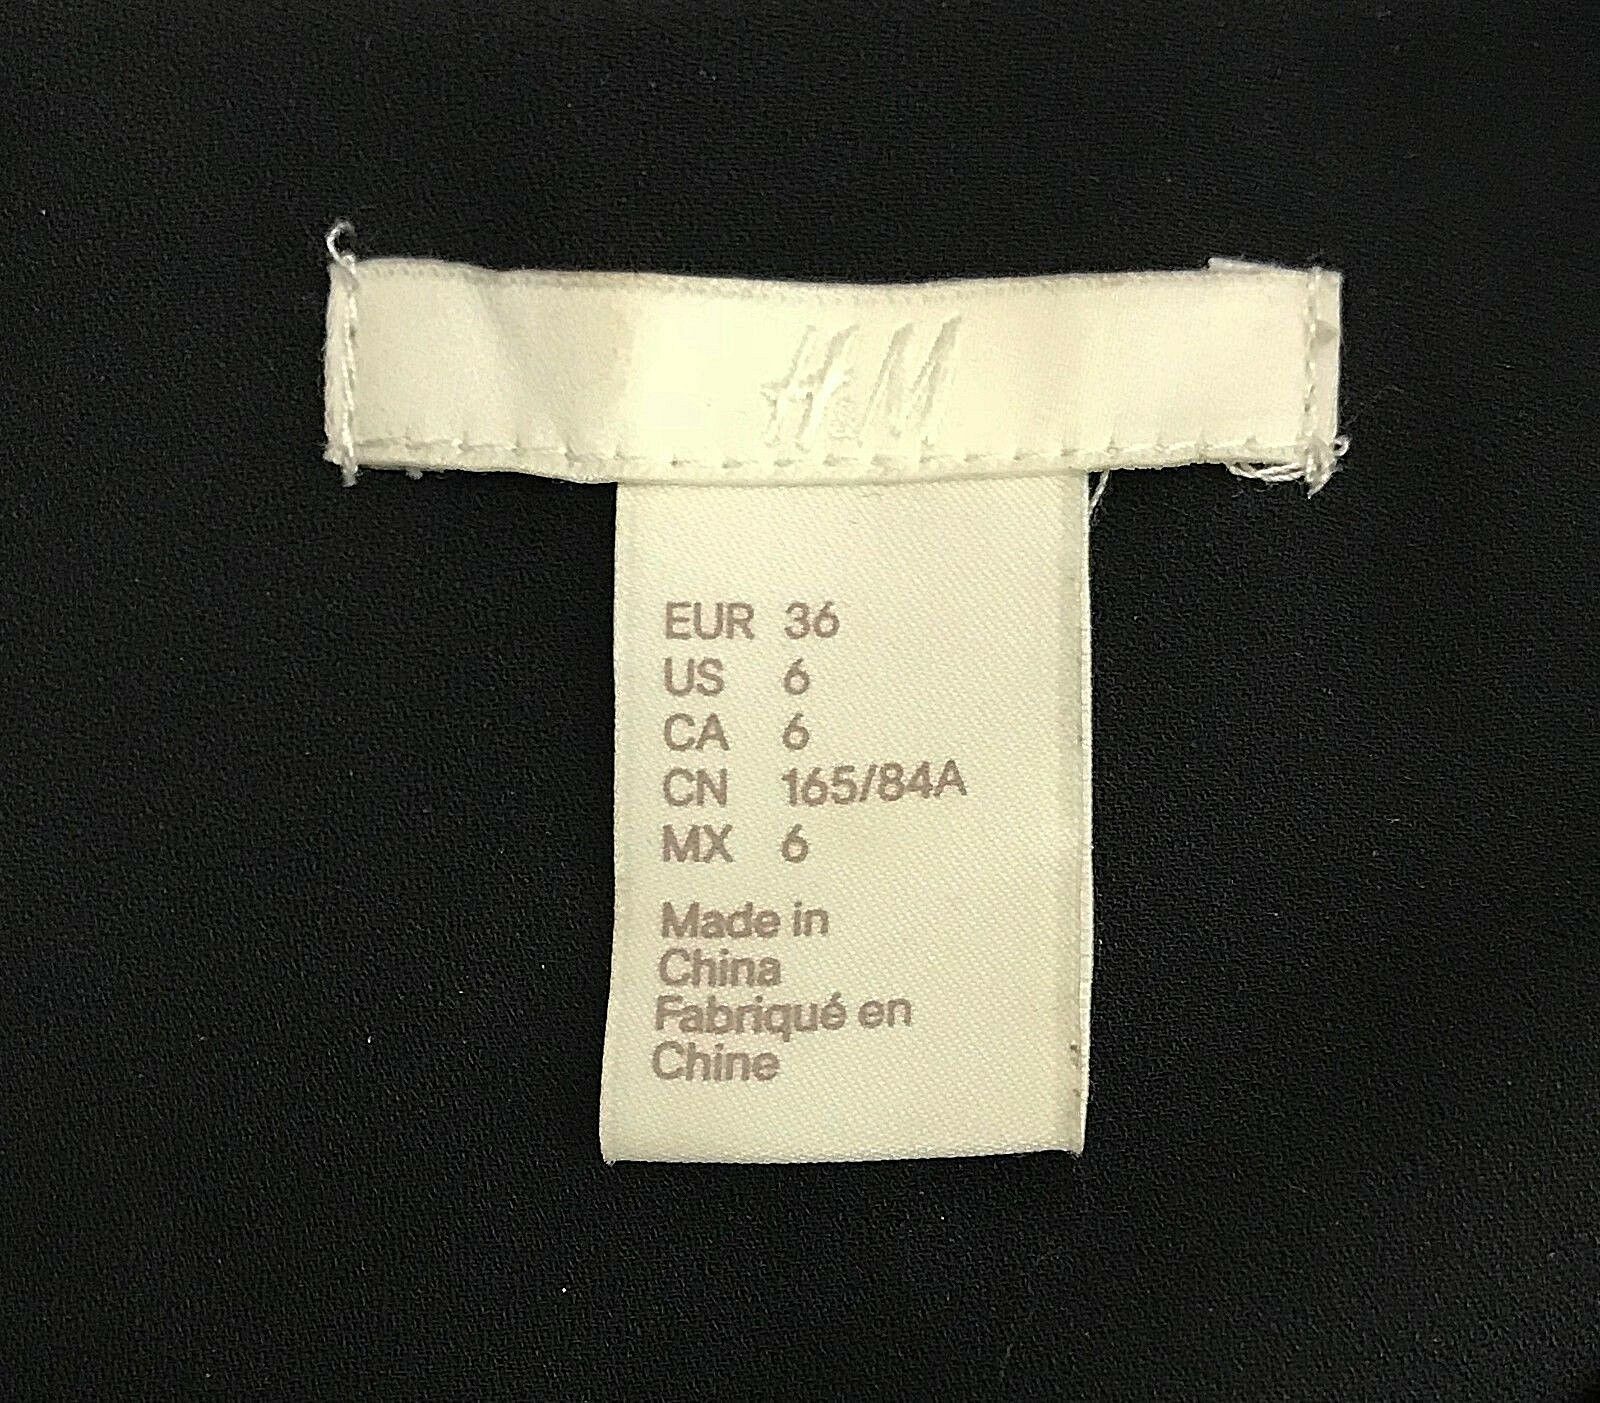 H&M
EUR 36
US 6
CA 6
CN 165/84A
MX 6
Made in
China
Fabriqué en
Chine